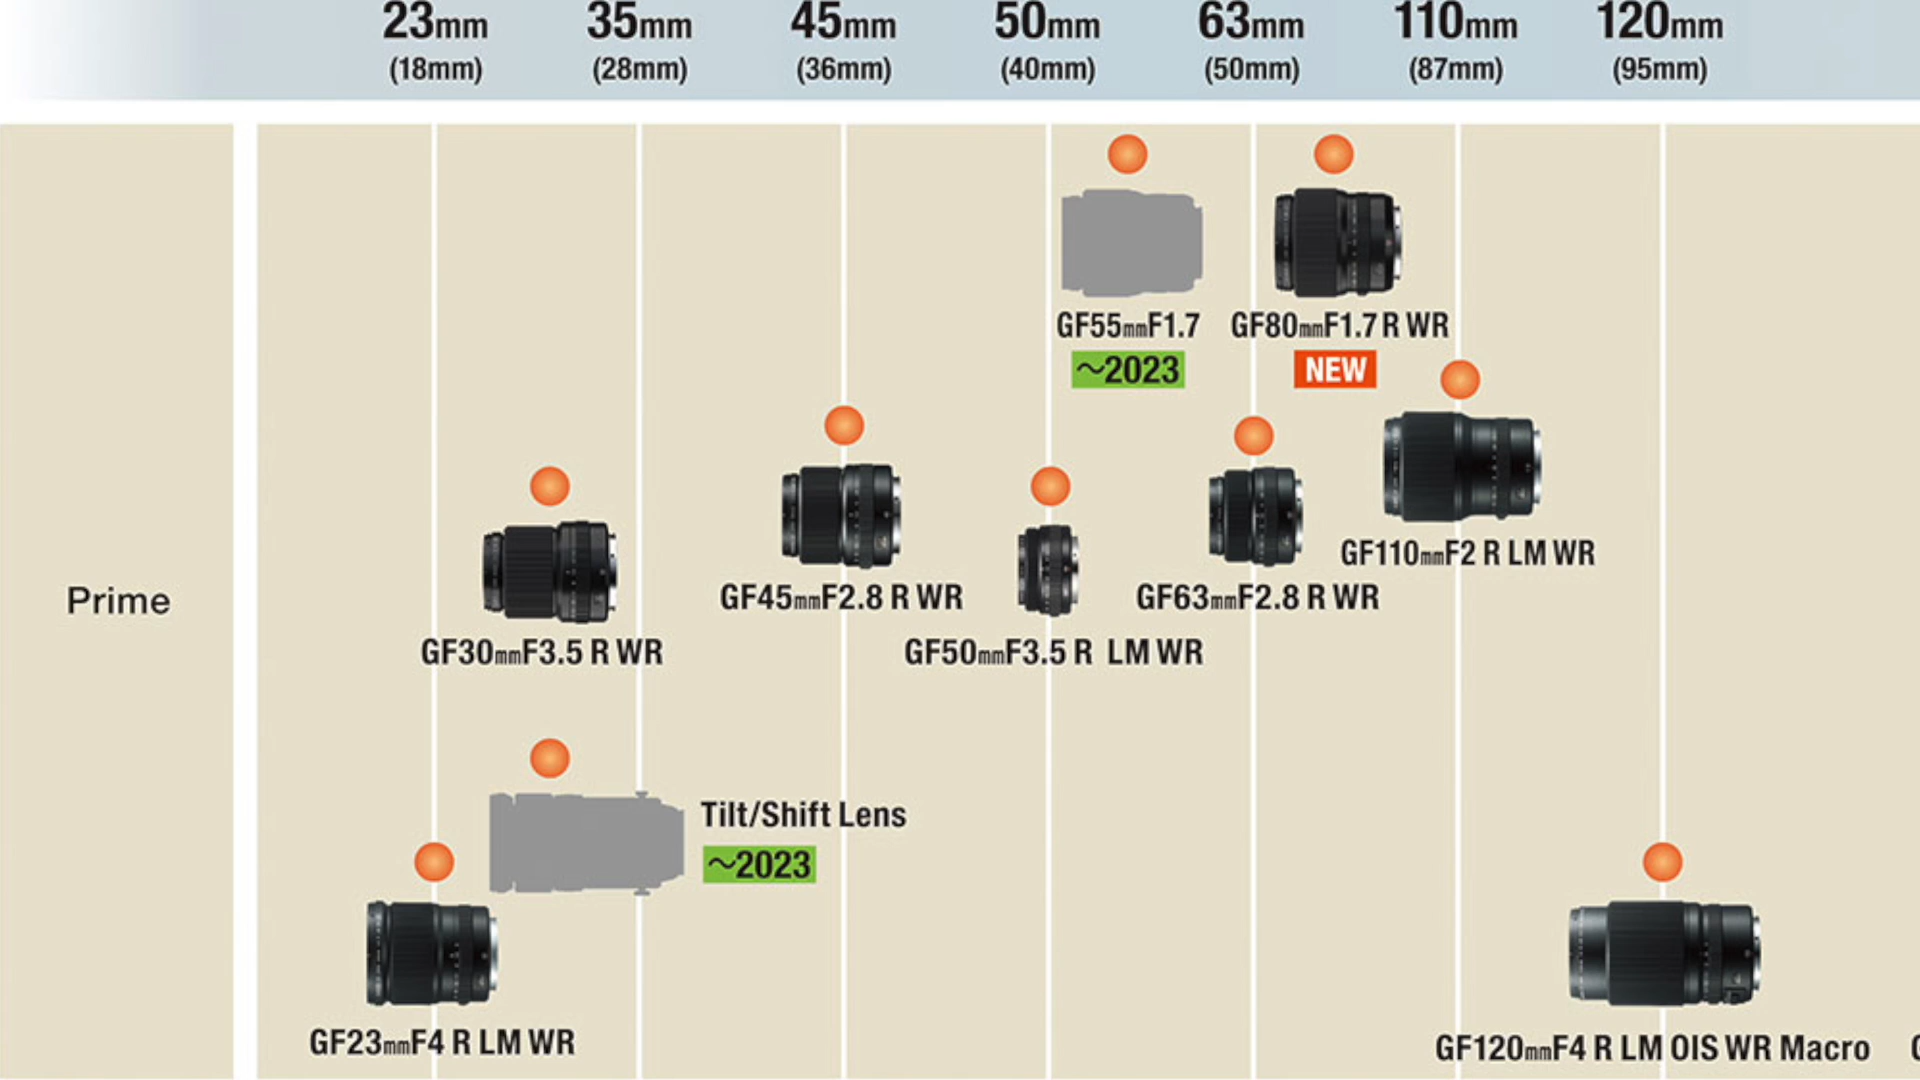 23mm 35mm 45mm 50mm 63mm 110mm 120mm
(18mm) (28mm) (36mm) (40mm) (50mm) (87mm) (95mm)
GF55mmF1.7 GF80mmF1.7 R WR
~2023 NEW
GF110mmF2 R LM WR
GF45mmF2.8 R WR GF63mmF2.8 R WR
Prime
GF30mmF3.5 R WR GF50mmF3.5 R LM WR
Tilt/Shift Lens
~2023
GF23mmF4 R LM WR
GF120mmF4 R LM OIS WR Macro